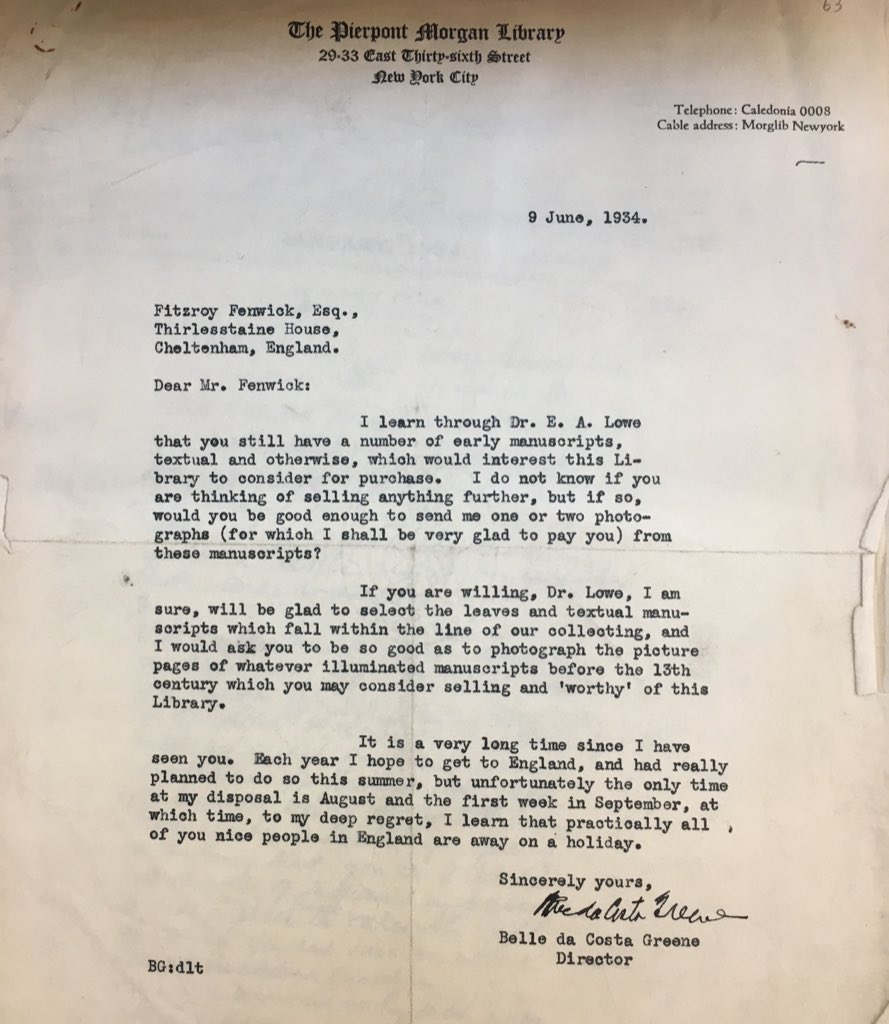 63
The Pierpont Morgan Library
29-33 East Thirty-sixth Street
New York City
Telephone: Caledonia 0008
Cable address: Morglib Newyork
9 June, 1934.
Fitzroy Fenwick, Esq.,
Thirlesstaine House,
Cheltenham, England.
Dear Mr. Fenwick:
I learn through Dr. E. A. Lowe
that you still have a number of early manuscripts,
textual and otherwise, which would interest this Li-
brary to consider for purchase. I do not know if you
are thinking of selling anything further, but if so,
would you be good enough to send me one or two photo-
graphs (for which I shall be very glad to pay you) from
these manuscripts?
If you are willing, Dr. Lowe, I am
sure, will be glad to select the leaves and textual manu-
scripts which fall within the line of our collecting, and
I would ask you to be so good as to photograph the picture
pages of whatever illuminated manuscripts before the 13th
century which you may consider selling and 'worthy' of this
Library.
It is a very long time since I have
seen you. Each year I hope to get to England, and had really
planned to do so this summer, but unfortunately the only time
at my disposal is August and the first week in September, at
which time, to my deep regret, I learn that practically all
of you nice people in England are away on a holiday.
Sincerely yours,
Belle da Costa Greene
Belle da Costa Greene
Director
BG:dlt